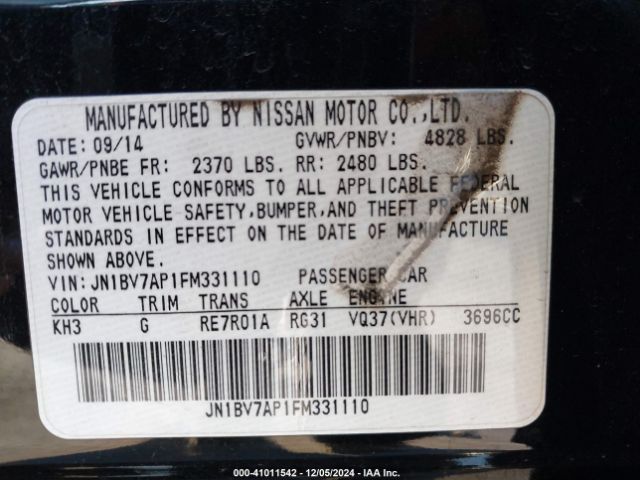 MANUFACTURED BY NISSAN MOTOR CO.,LTD.
DATE: 09/14 GVWR/PNBV: 4828 LBS.
GAWR/PNBE FR: 2370 LBS. RR: 2480 LBS.
THIS VEHICLE CONFORMS TO ALL APPLICABLE FEDERAL
MOTOR VEHICLE SAFETY,BUMPER,AND THEFT PREVENTION
STANDARDS IN EFFECT ON THE DATE OF MANUFACTURE
SHOWN ABOVE.
VIN: JN1BV7AP1FM331110 PASSENGER CAR
COLOR TRIM TRANS AXLE ENGINE
KH3 G RE7R01A RG31 VQ37(VHR) 3696CC
JN1BV7AP1FM331110
000-41011542 - 12/05/2024 - IAA Inc.